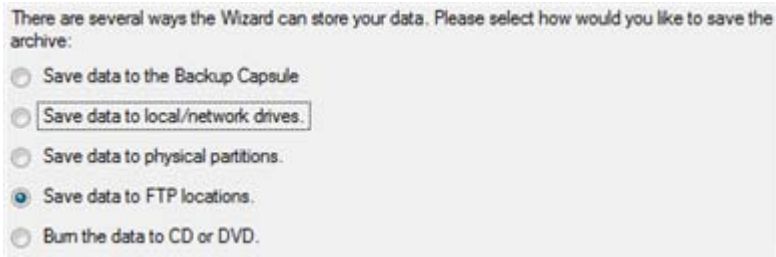 There are several ways the Wizard can store your data. Please select how would you like to save the
archive:
Save data to the Backup Capsule
Save data to local/network drives.
Save data to physical partitions.
Save data to FTP locations.
Burn the data to CD or DVD.